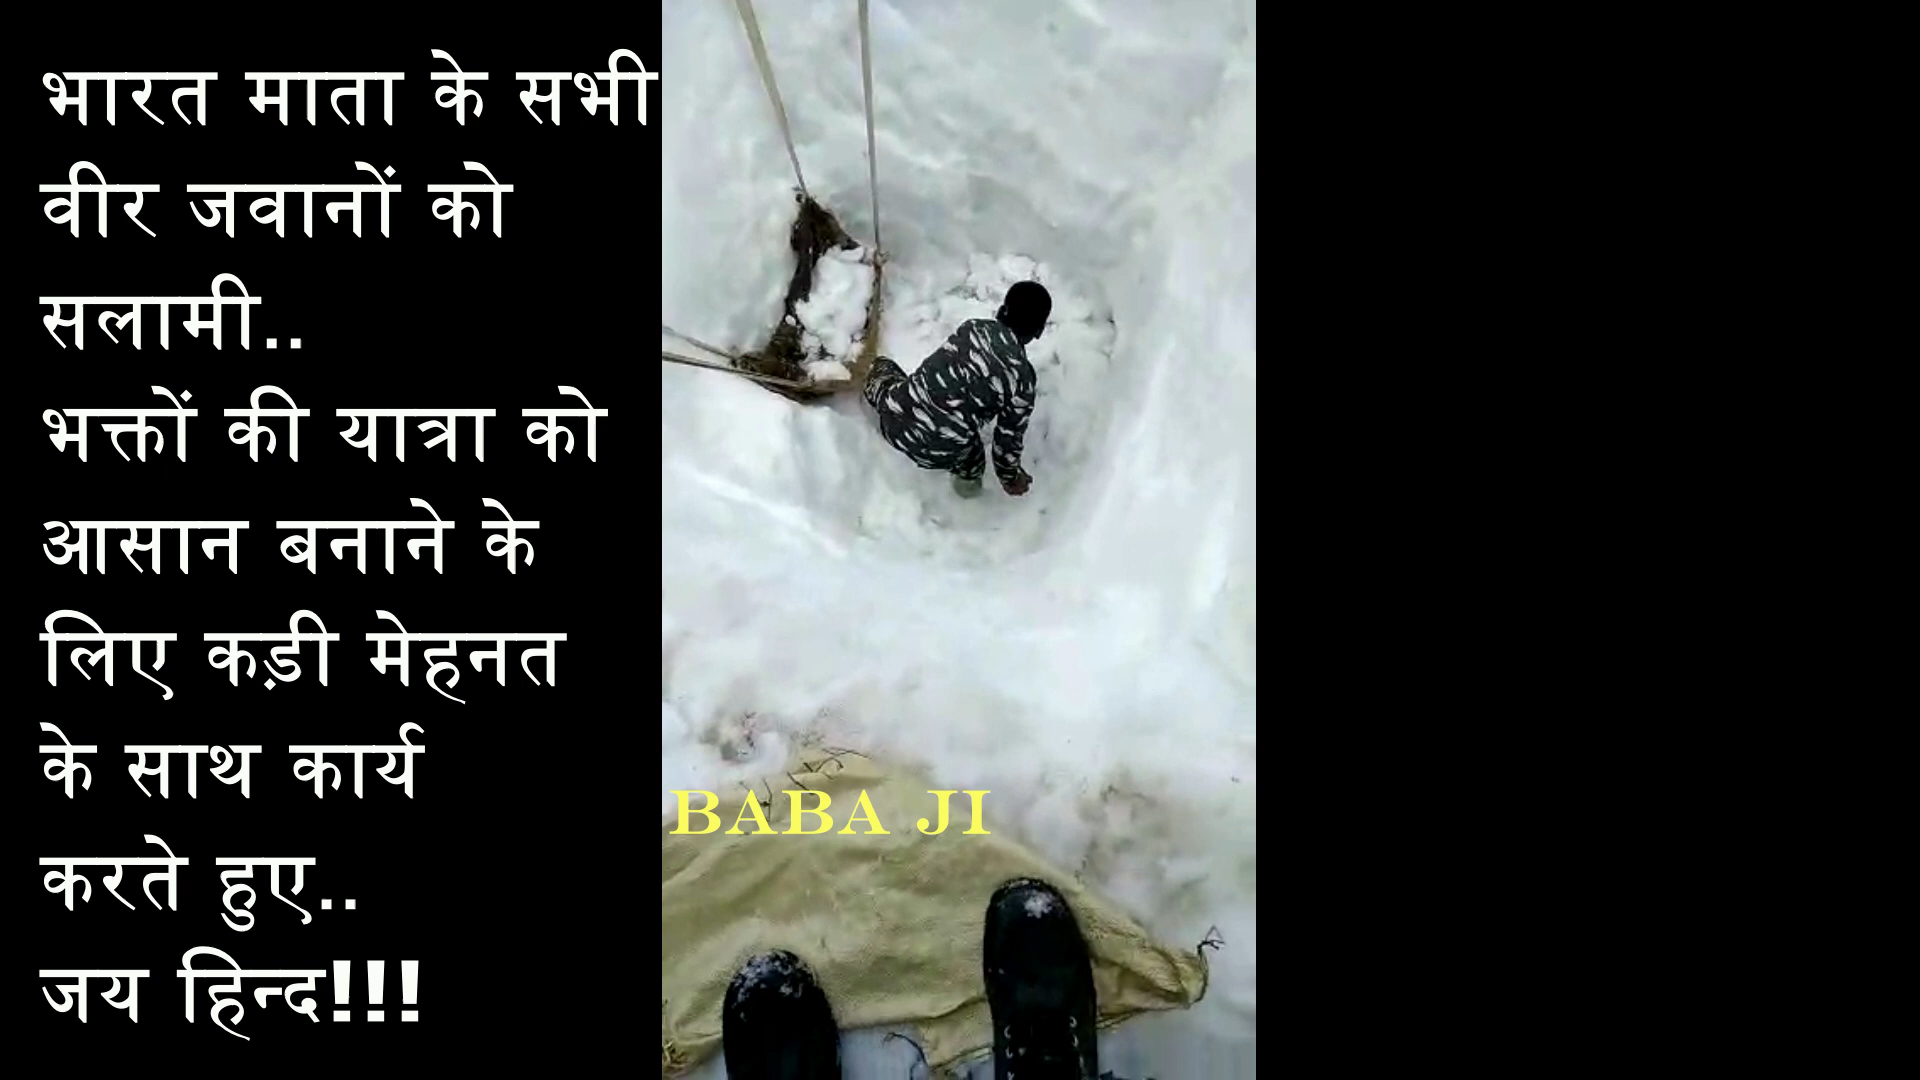 भारत माता के सभी
वीर जवानों को
सलामी..
भक्तों की यात्रा को
आसान बनाने के
लिए कड़ी मेहनत
के साथ कार्य
करते हुए..
जय हिन्द!!!
BABA JI